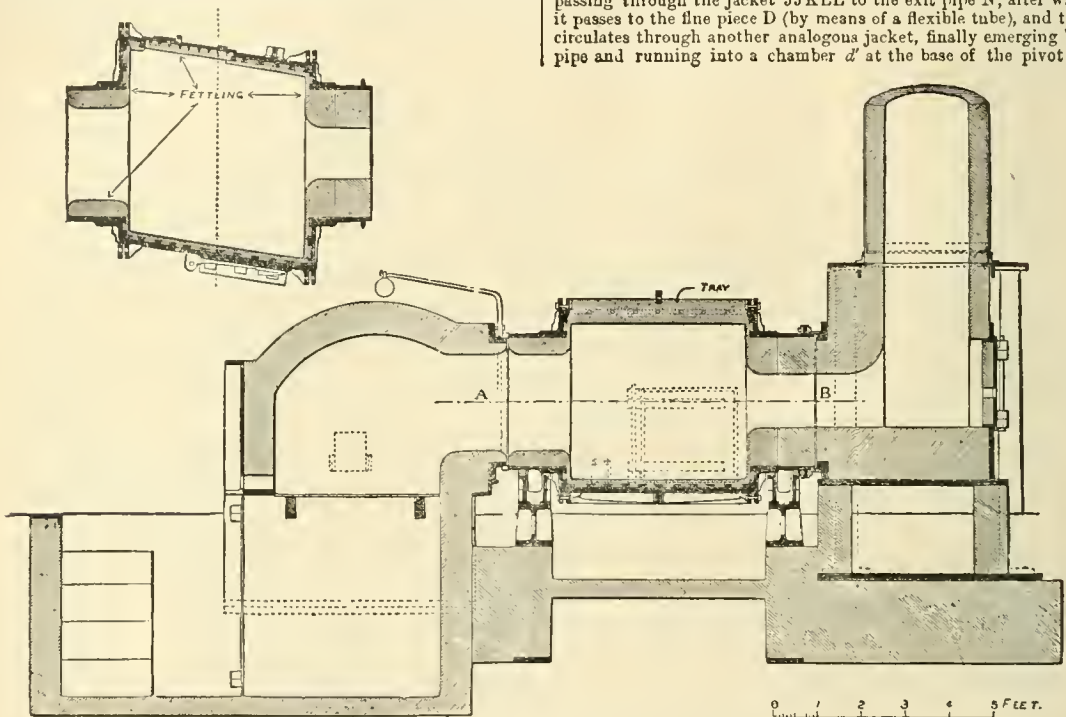 passing through the jacket JJKLL to the exit pipe N, after
it passes to the flne piece D (by means of a flexible tube), and
circulates through another analogous jacket, finally emerging
pipe and running into a chamber d' at the base of the pivot
FETTLING
TRAY
A
B
S
0 1 2 3 4 5 FEET.